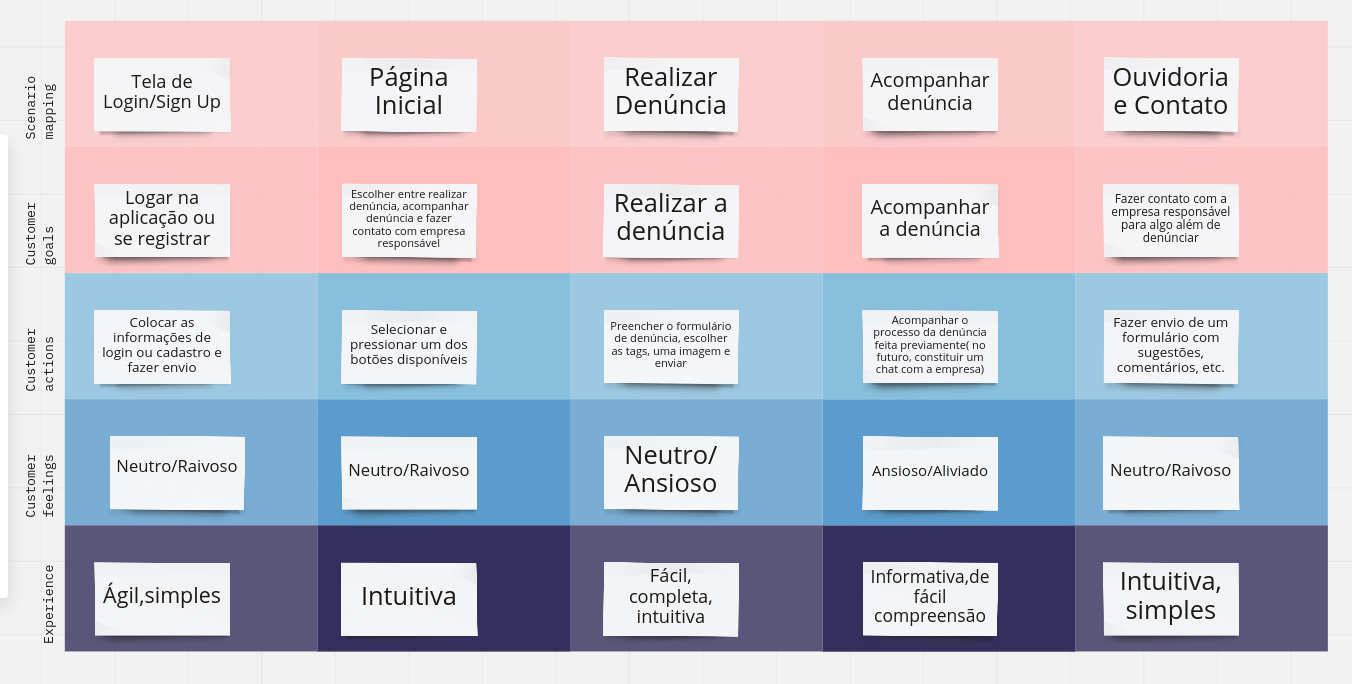 Scenario
mapping
Tela de
Login/Sign Up
Página
Inicial
Realizar
Denúncia
Acompanhar
denúncia
Ouvidoria
e Contato
Customer
goals
Logar na
aplicação ou
se registrar
Escolher entre realizar
denúncia, acompanhar
denúncia e fazer
contato com empresa
responsável
Realizar a
denúncia
Acompanhar
a denúncia
Fazer contato com a
empresa responsável
para algo além de
denúnciar
Customer
actions
Colocar as
informações de
login ou cadastro e
fazer envio
Selecionar e
pressionar um dos
botões disponíveis
Preencher o formulário
de denúncia, escolher
as tags, uma imagem e
enviar
Acompanhar o
processo da denúncia
feita previamente( no
futuro, constituir um
chat com a empresa)
Fazer envio de um
formulário com
sugestões,
comentários, etc.
Customer
feelings
Neutro/Raivoso
Neutro/Raivoso
Neutro/
Ansioso
Ansioso/Aliviado
Neutro/Raivoso
Experience
Ágil,simples
Intuitiva
Fácil,
completa,
intuitiva
Informativa,de
fácil
compreensão
Intuitiva,
simples